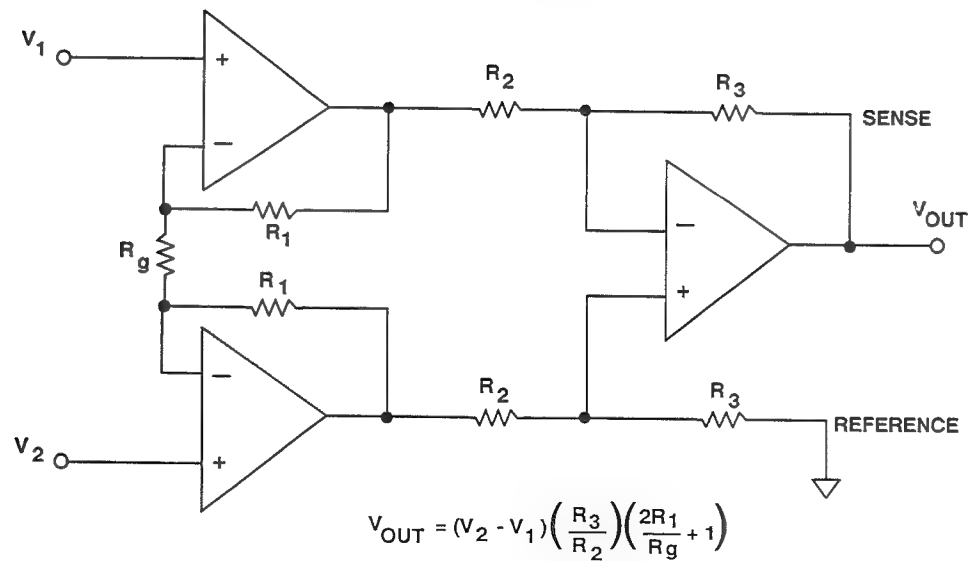 V1
+
−
R2
R3
SENSE
R1
Rg
−
+
VOUT
R1
−
+
V2
R2
R3
REFERENCE
VOUT = (V2 - V1)(R3/R2)(2R1/Rg + 1)